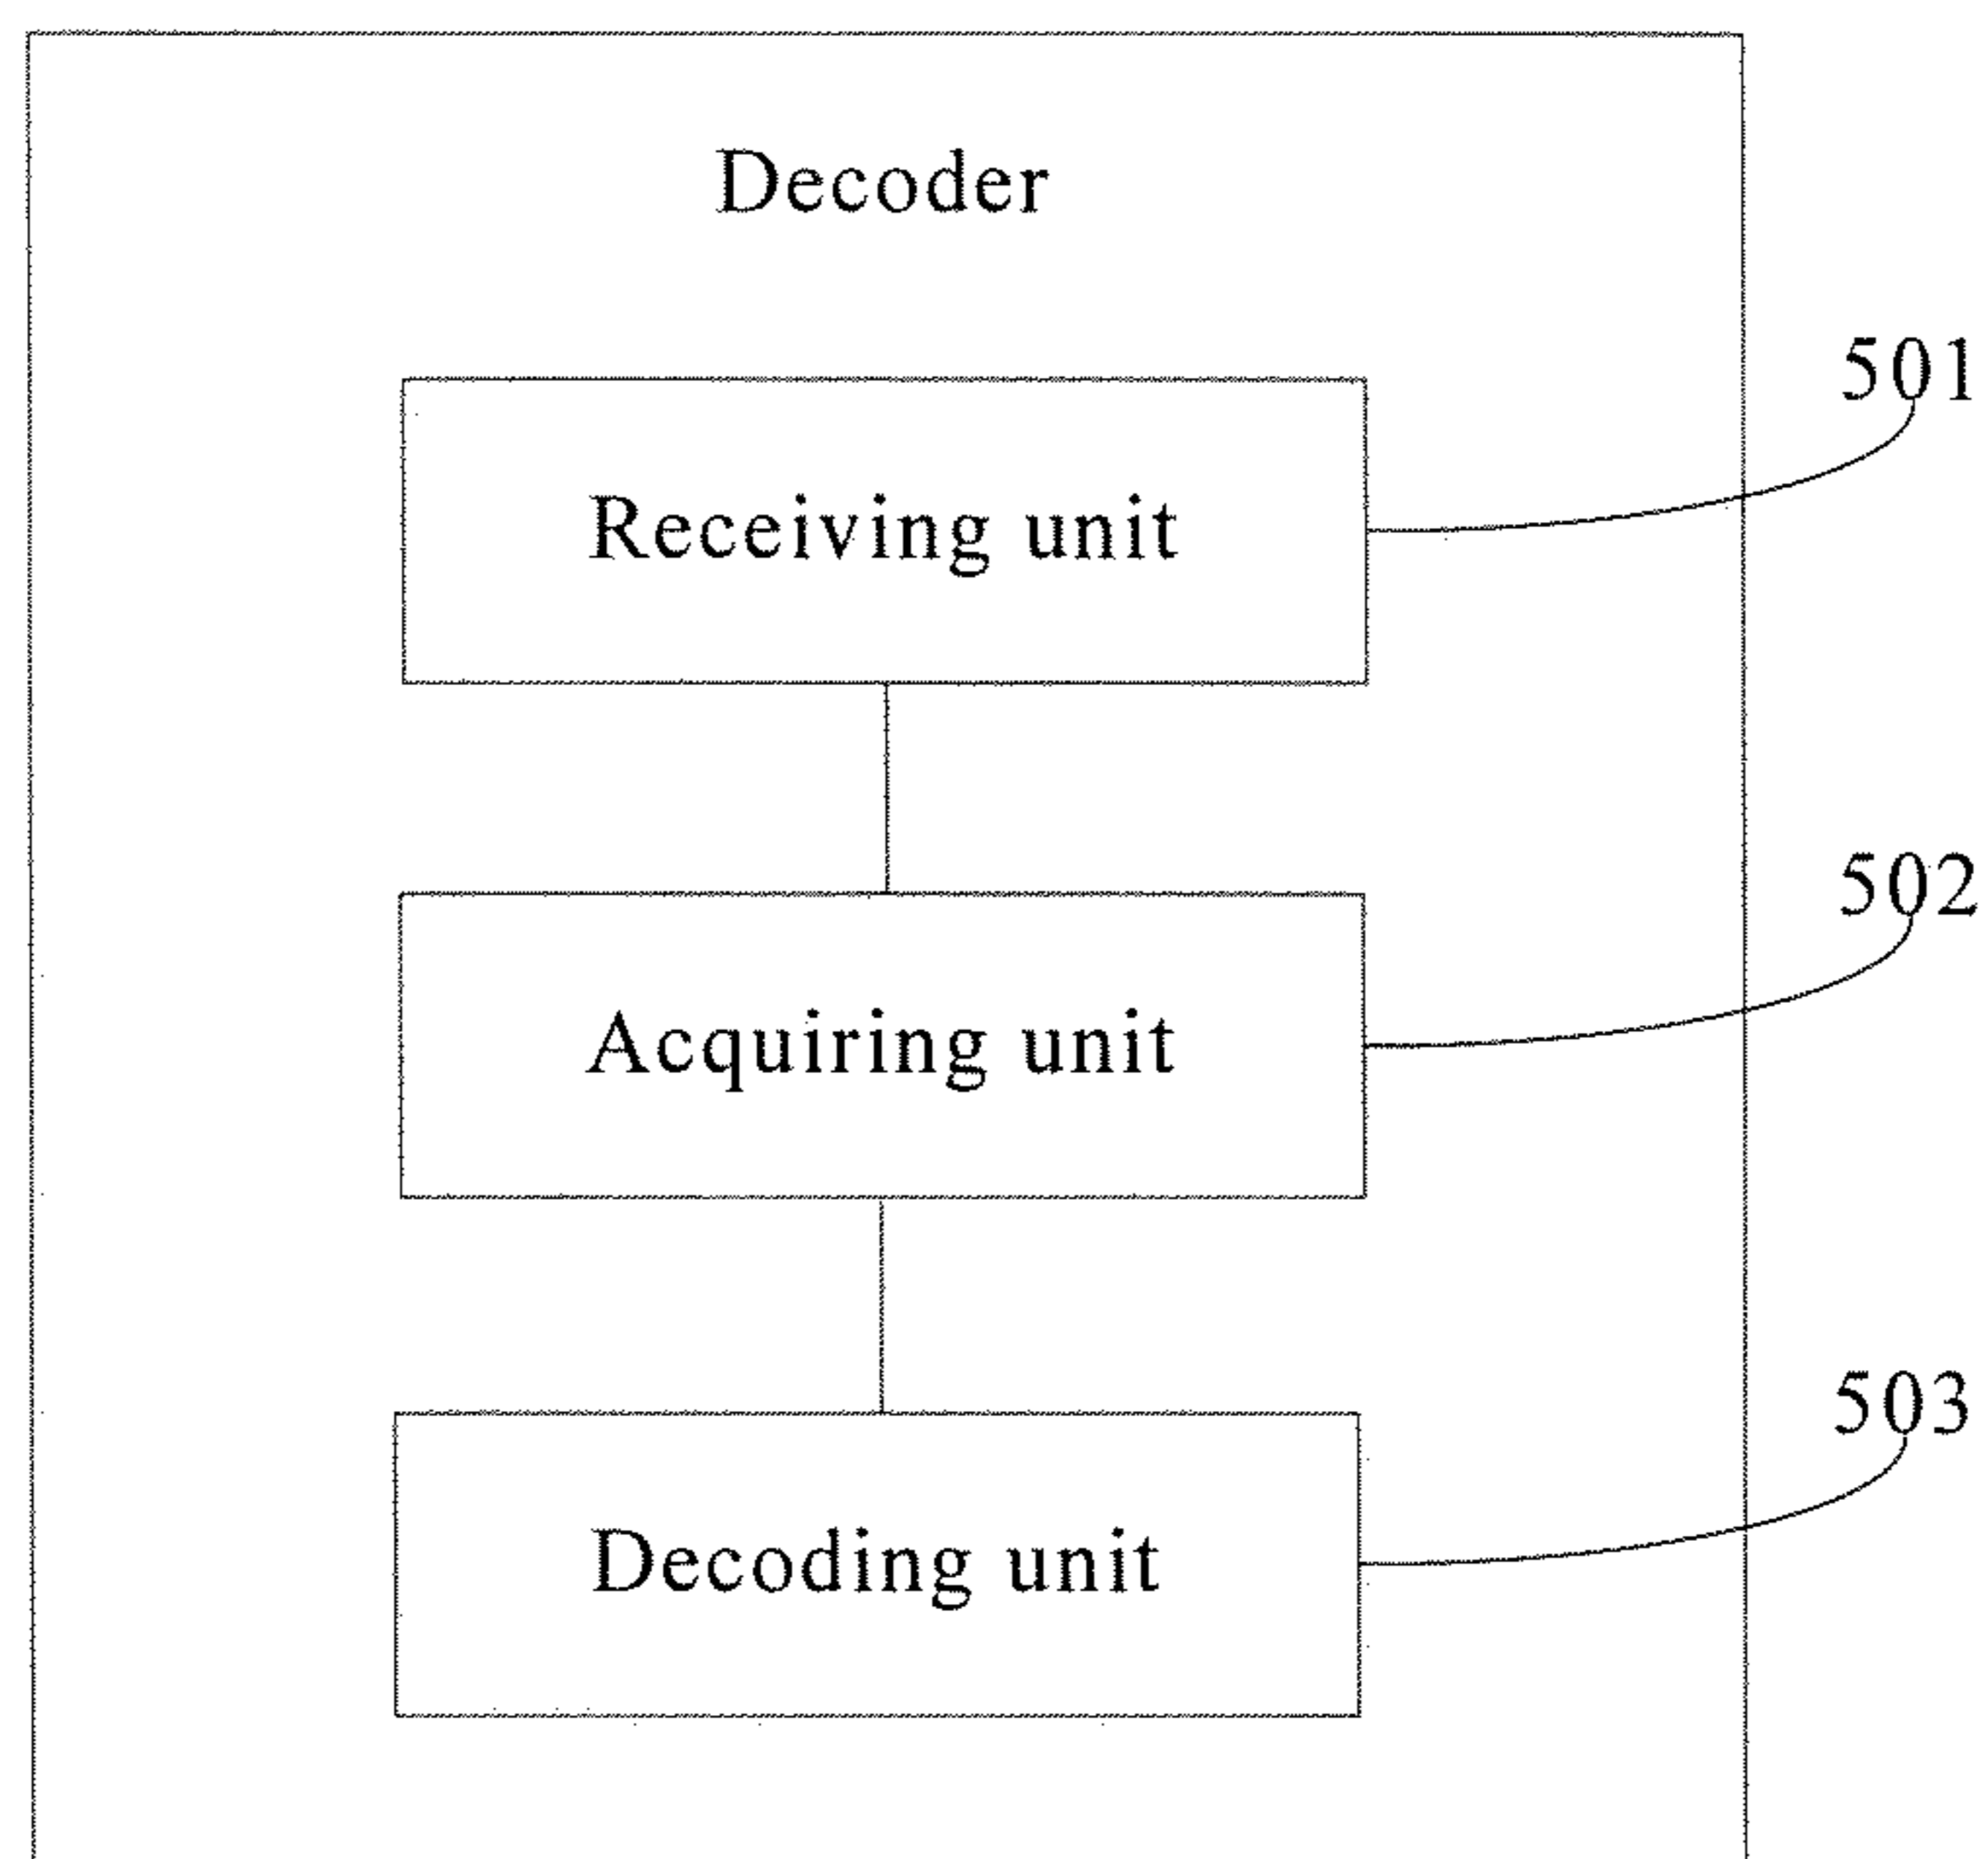 Decoder
501
Receiving unit
502
Acquiring unit
503
Decoding unit